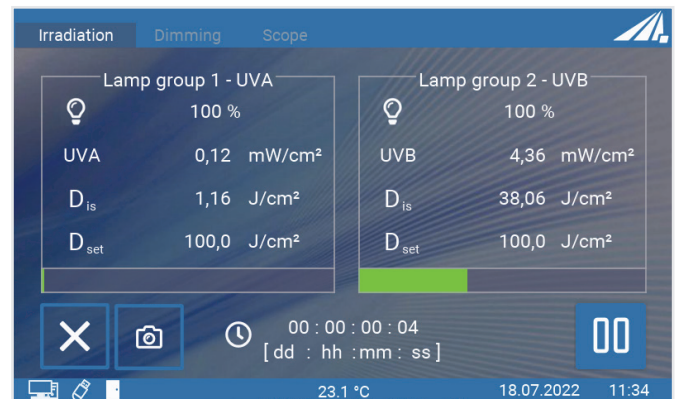 Irradiation Dimming Scope
Lamp group 1 - UVA
100 %
UVA 0,12 mW/cm²
Dis 1,16 J/cm²
Dset 100,0 J/cm²
Lamp group 2 - UVB
100 %
UVB 4,36 mW/cm²
Dis 38,06 J/cm²
Dset 100,0 J/cm²
00 : 00 : 00 : 04
[ dd : hh : mm : ss ]
23.1 °C 18.07.2022 11:34